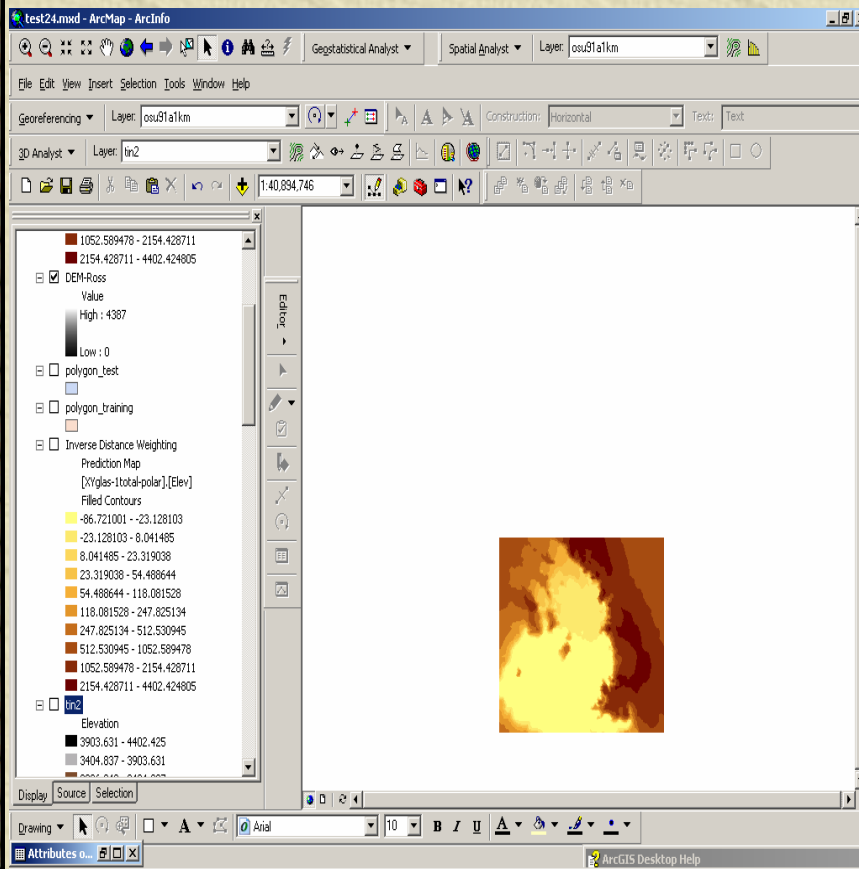 test24.mxd - ArcMap - ArcInfo
Geostatistical Analyst Spatial Analyst Layer: osu91a1km
File Edit View Insert Selection Tools Window Help
Georeferencing Layer: osu91a1km Construction: Horizontal Text: Text
3D Analyst Layer: tin2
1:40,894,746
1052.589478 - 2154.428711
2154.428711 - 4402.424805
DEM-Ross
Value
High : 4387
Low : 0
polygon_test
polygon_training
Inverse Distance Weighting
Prediction Map
[XYglas-1total-polar].[Elev]
Filled Contours
-86.721001 - -23.128103
-23.128103 - 8.041485
8.041485 - 23.319038
23.319038 - 54.488644
54.488644 - 118.081528
118.081528 - 247.825134
247.825134 - 512.530945
512.530945 - 1052.589478
1052.589478 - 2154.428711
2154.428711 - 4402.424805
tin2
Elevation
3903.631 - 4402.425
3404.837 - 3903.631
Editor
Display Source Selection
Drawing A Arial 10 B I U A
Attributes o... ArcGIS Desktop Help